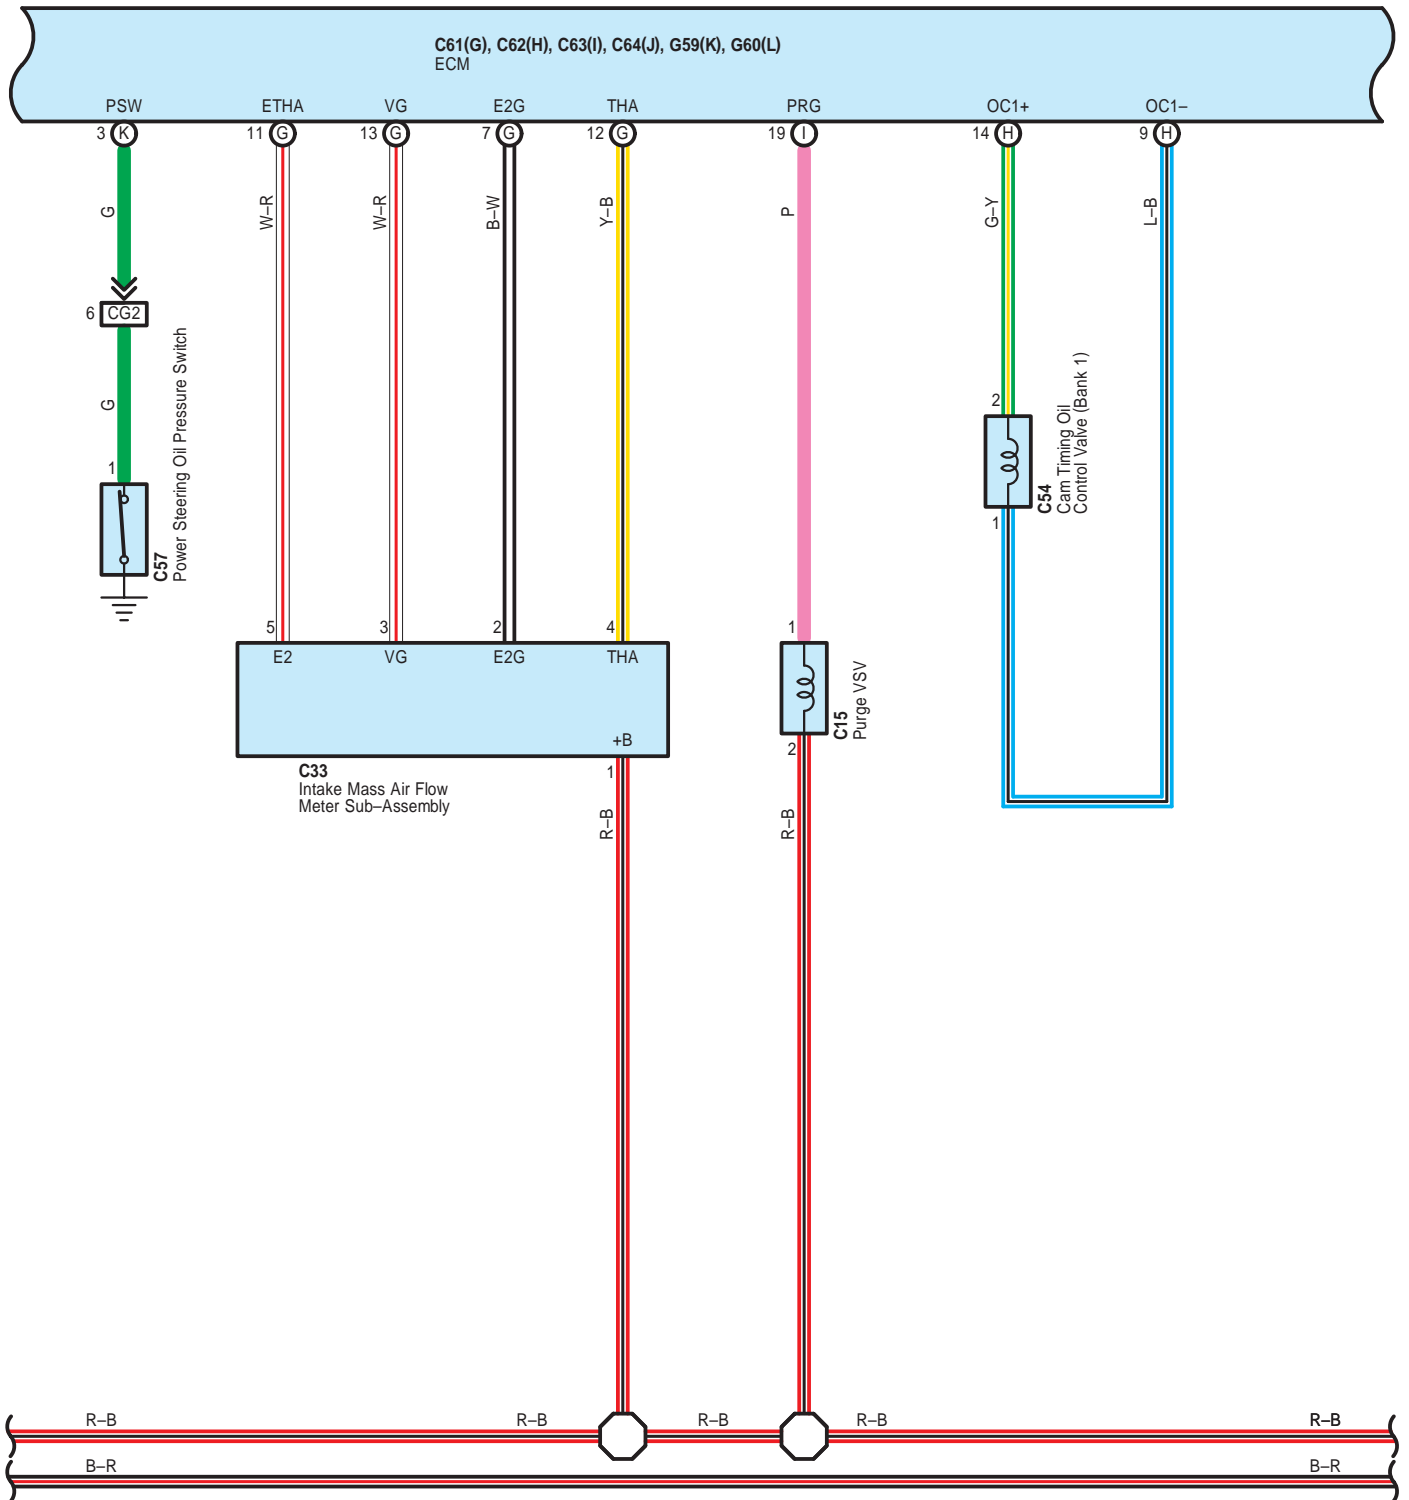 C61(G), C62(H), C63(I), C64(J), G59(K), G60(L)
ECM
PSW ETHA VG E2G THA PRG OC1+ OC1–
3 K 11 G 13 G 7 G 12 G 19 I 14 H 9 H
G W–R W–R B–W Y–B P G–Y L–B
6 CG2
G
1
C57
Power Steering Oil Pressure Switch
2
C54
Cam Timing Oil
Control Valve (Bank 1)
1
5 3 2 4 1
E2 VG E2G THA
+B
C33
Intake Mass Air Flow
Meter Sub–Assembly
1
R–B
C15
Purge VSV
2
R–B
R–B R–B R–B R–B R–B
B–R B–R